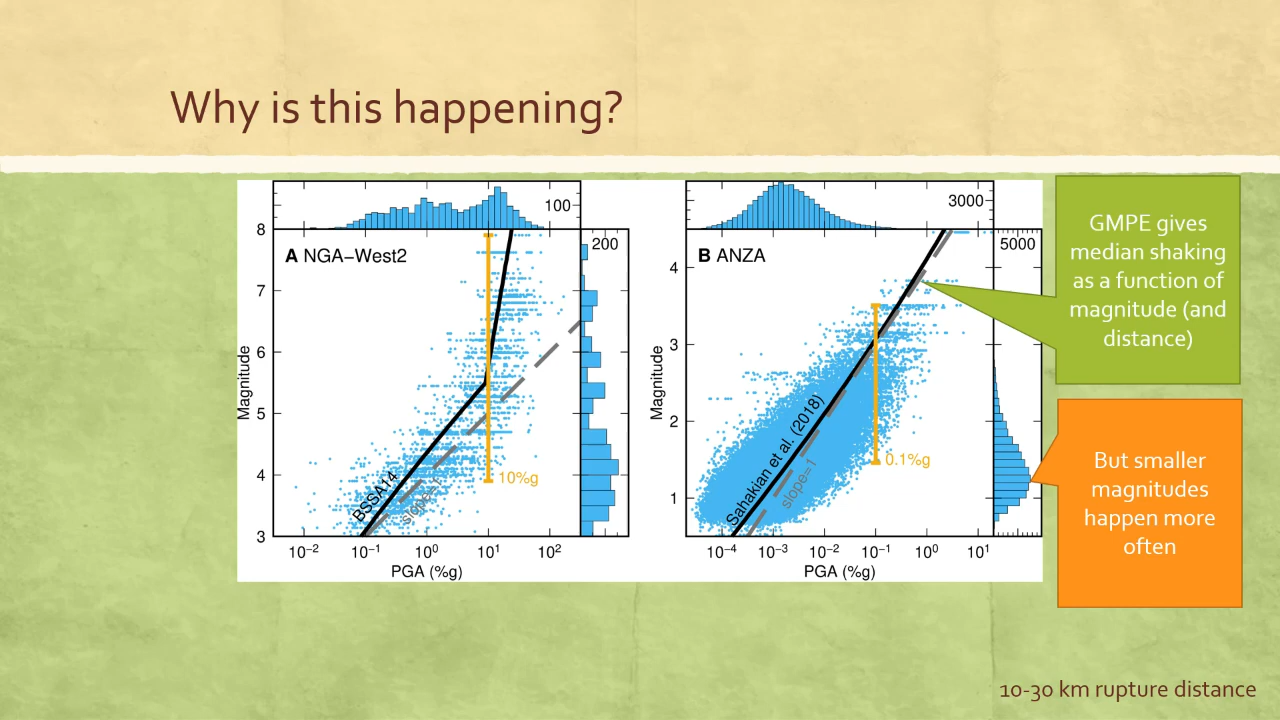 Why is this happening?
100
8
7
6
5
4
3
A NGA−West2
200
BSSA14
slope=1
10%g
10⁻² 10⁻¹ 10⁰ 10¹ 10²
PGA (%g)
Magnitude
3000
4
3
2
1
B ANZA
5000
Sahakian et al. (2018)
slope=1
0.1%g
10⁻⁴ 10⁻³ 10⁻² 10⁻¹ 10⁰ 10¹
PGA (%g)
Magnitude
GMPE gives
median shaking
as a function of
magnitude (and
distance)
But smaller
magnitudes
happen more
often
10-30 km rupture distance